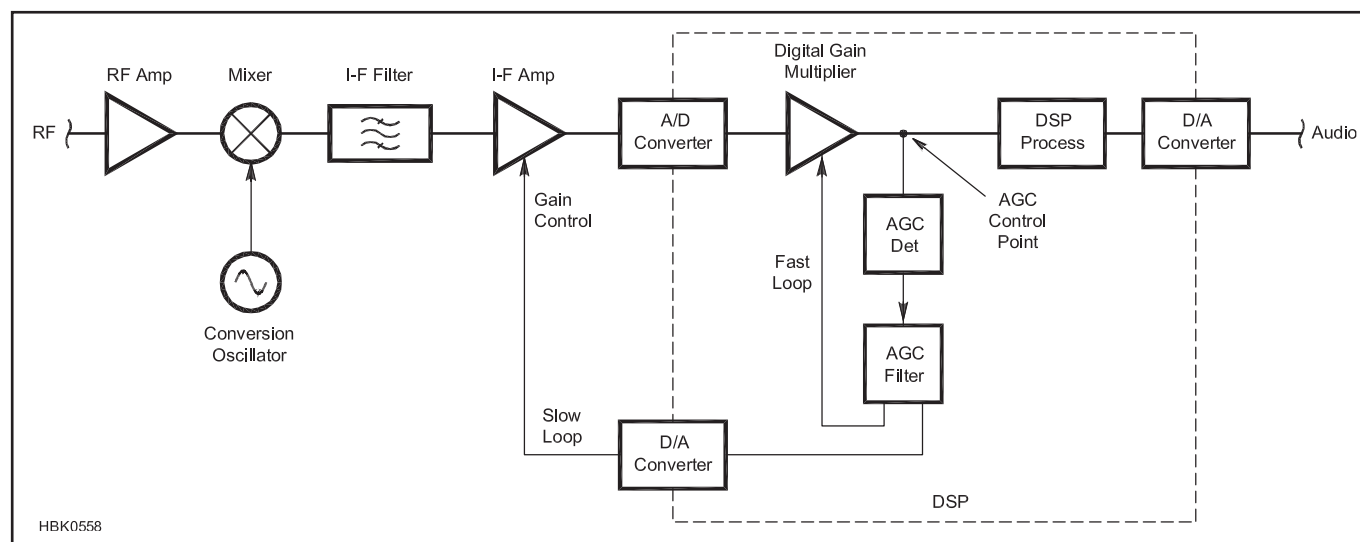 RF
RF Amp
Mixer
Conversion
Oscillator
I-F Filter
I-F Amp
Gain
Control
A/D
Converter
Digital Gain
Multiplier
AGC
Control
Point
DSP
Process
D/A
Converter
Audio
AGC
Det
Fast
Loop
AGC
Filter
Slow
Loop
D/A
Converter
DSP
HBK0558